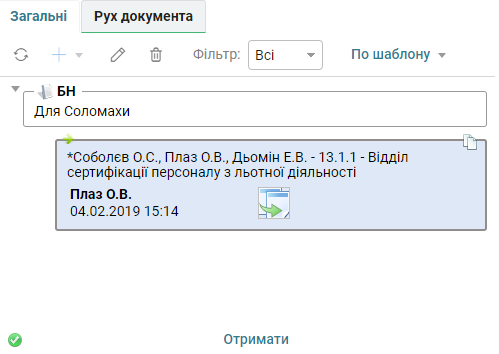 Загальні Рух документа
Фільтр: Всі По шаблону
БН
Для Соломахи
*Соболєв О.С., Плаз О.В., Дьомін Е.В. - 13.1.1 - Відділ
сертифікації персоналу з льотної діяльності
Плаз О.В.
04.02.2019 15:14
Отримати